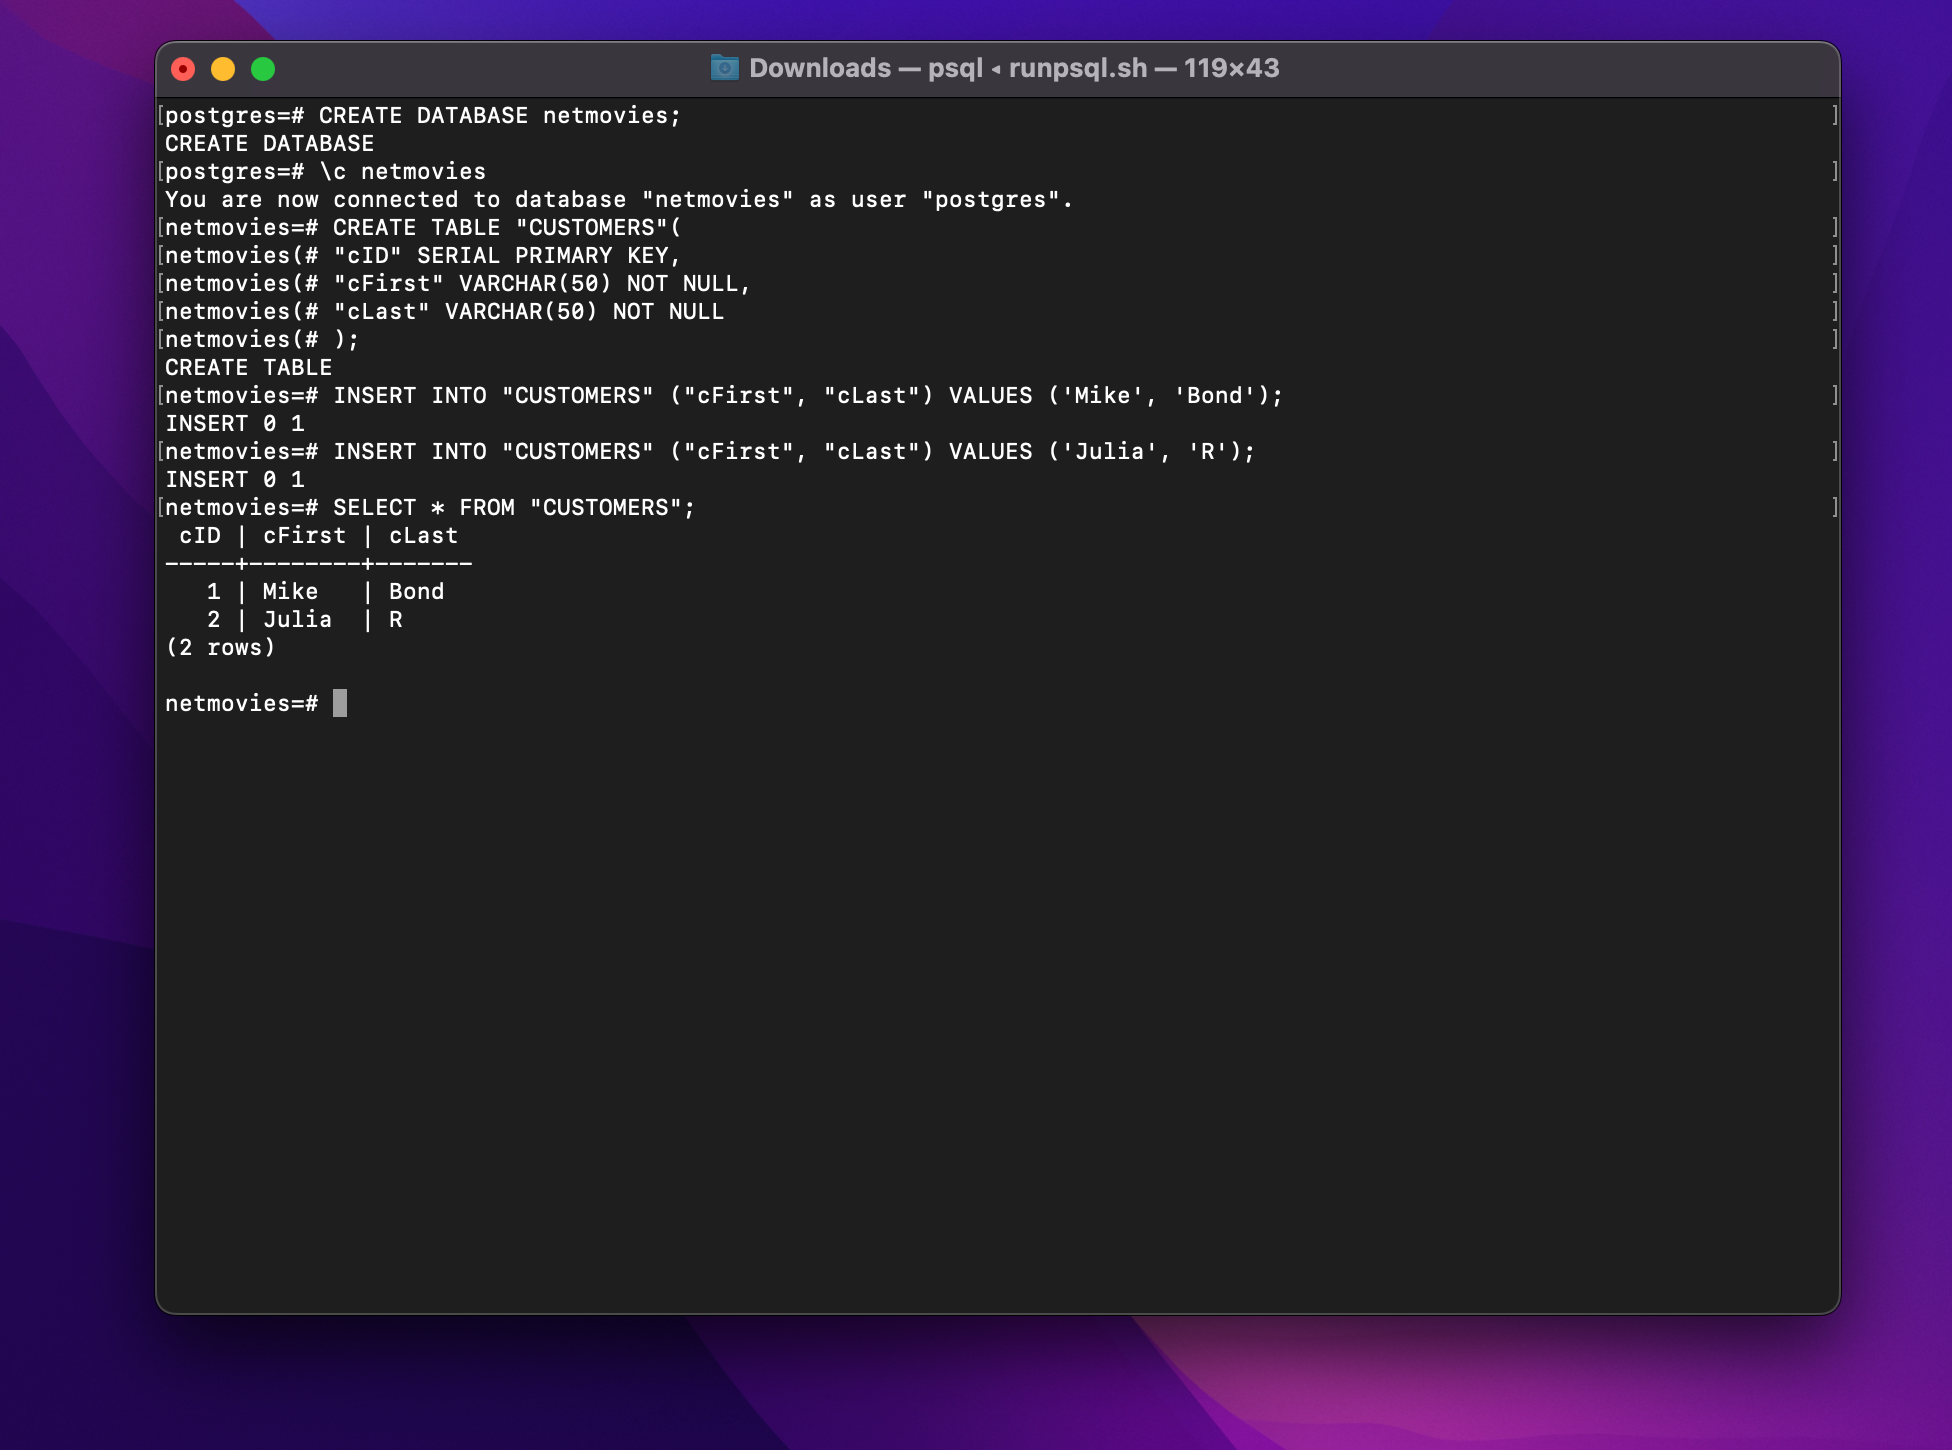 Downloads — psql ◂ runpsql.sh — 119×43
[postgres=# CREATE DATABASE netmovies; ]
CREATE DATABASE
[postgres=# \c netmovies ]
You are now connected to database "netmovies" as user "postgres".
[netmovies=# CREATE TABLE "CUSTOMERS"( ]
[netmovies(# "cID" SERIAL PRIMARY KEY, ]
[netmovies(# "cFirst" VARCHAR(50) NOT NULL, ]
[netmovies(# "cLast" VARCHAR(50) NOT NULL ]
[netmovies(# ); ]
CREATE TABLE
[netmovies=# INSERT INTO "CUSTOMERS" ("cFirst", "cLast") VALUES ('Mike', 'Bond'); ]
INSERT 0 1
[netmovies=# INSERT INTO "CUSTOMERS" ("cFirst", "cLast") VALUES ('Julia', 'R'); ]
INSERT 0 1
[netmovies=# SELECT * FROM "CUSTOMERS"; ]
 cID | cFirst | cLast
-----+--------+-------
   1 | Mike   | Bond
   2 | Julia  | R
(2 rows)
netmovies=#